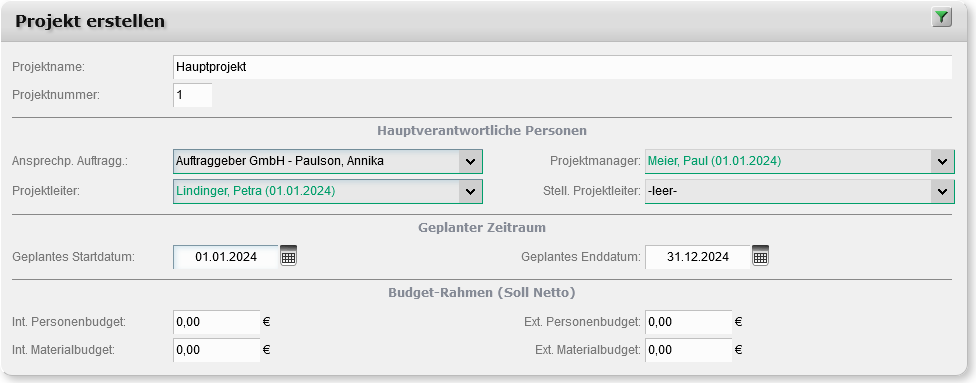 Projekt erstellen
Projektname: Hauptprojekt
Projektnummer: 1
Hauptverantwortliche Personen
Ansprechp. Auftragg.: Auftraggeber GmbH - Paulson, Annika Projektmanager: Meier, Paul (01.01.2024)
Projektleiter: Lindinger, Petra (01.01.2024) Stell. Projektleiter: -leer-
Geplanter Zeitraum
Geplantes Startdatum: 01.01.2024 Geplantes Enddatum: 31.12.2024
Budget-Rahmen (Soll Netto)
Int. Personenbudget: 0,00 € Ext. Personenbudget: 0,00 €
Int. Materialbudget: 0,00 € Ext. Materialbudget: 0,00 €